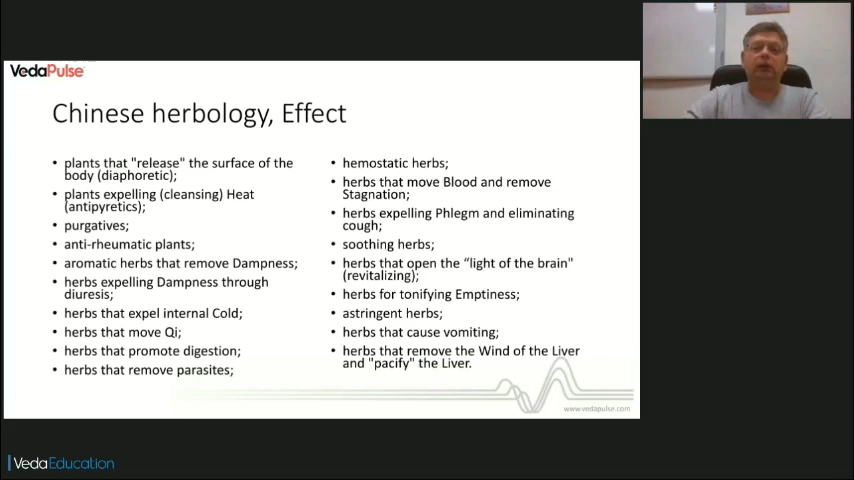 VedaPulse
Chinese herbology, Effect
• plants that "release" the surface of the
body (diaphoretic);
• plants expelling (cleansing) Heat
(antipyretics);
• purgatives;
• anti-rheumatic plants;
• aromatic herbs that remove Dampness;
• herbs expelling Dampness through
diuresis;
• herbs that expel internal Cold;
• herbs that move Qi;
• herbs that promote digestion;
• herbs that remove parasites;
• hemostatic herbs;
• herbs that move Blood and remove
Stagnation;
• herbs expelling Phlegm and eliminating
cough;
• soothing herbs;
• herbs that open the “light of the brain"
(revitalizing);
• herbs for tonifying Emptiness;
• astringent herbs;
• herbs that cause vomiting;
• herbs that remove the Wind of the Liver
and "pacify" the Liver.
www.vedapulse.com
VedaEducation